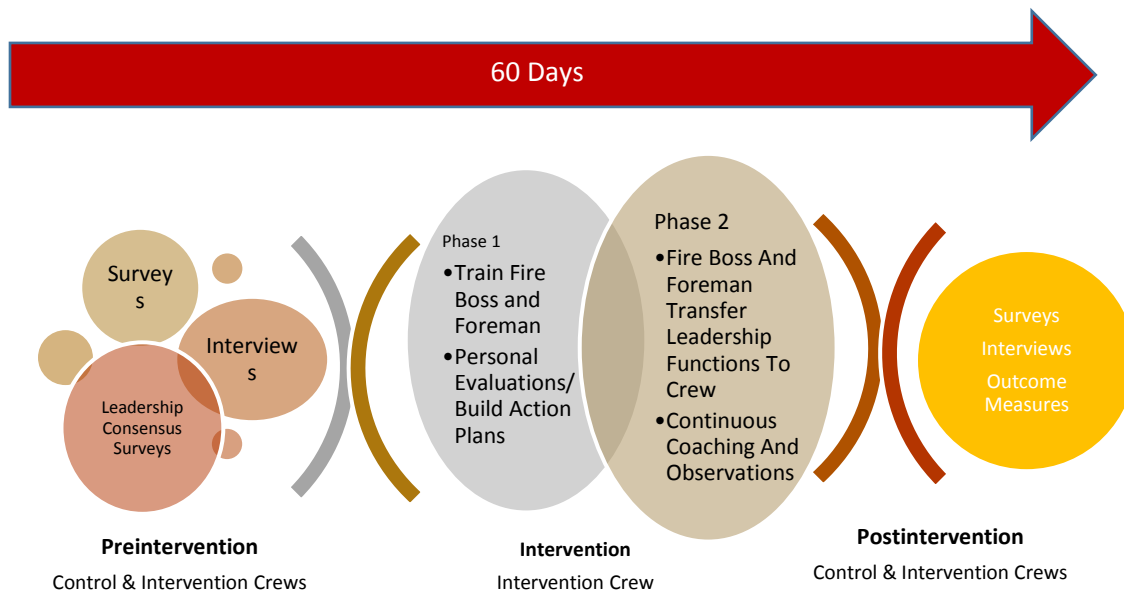 60 Days
Survey
s
Interview
s
Leadership
Consensus
Surveys
Phase 1
•Train Fire
Boss and
Foreman
•Personal
Evaluations/
Build Action
Plans
Phase 2
•Fire Boss And
Foreman
Transfer
Leadership
Functions To
Crew
•Continuous
Coaching And
Observations
Surveys
Interviews
Outcome
Measures
Preintervention
Control & Intervention Crews
Intervention
Intervention Crew
Postintervention
Control & Intervention Crews